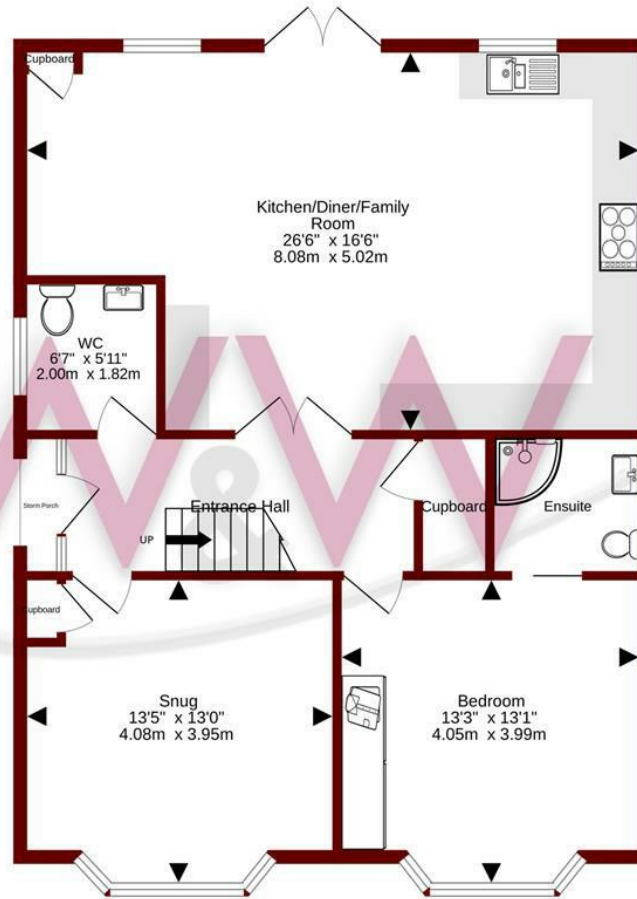 Cupboard
Kitchen/Diner/Family
Room
26'6" x 16'6"
8.08m x 5.02m
WC
6'7" x 5'11"
2.00m x 1.82m
W&W
Storm Porch
Entrance Hall
UP
Cupboard
Ensuite
Cupboard
Snug
13'5" x 13'0"
4.08m x 3.95m
Bedroom
13'3" x 13'1"
4.05m x 3.99m